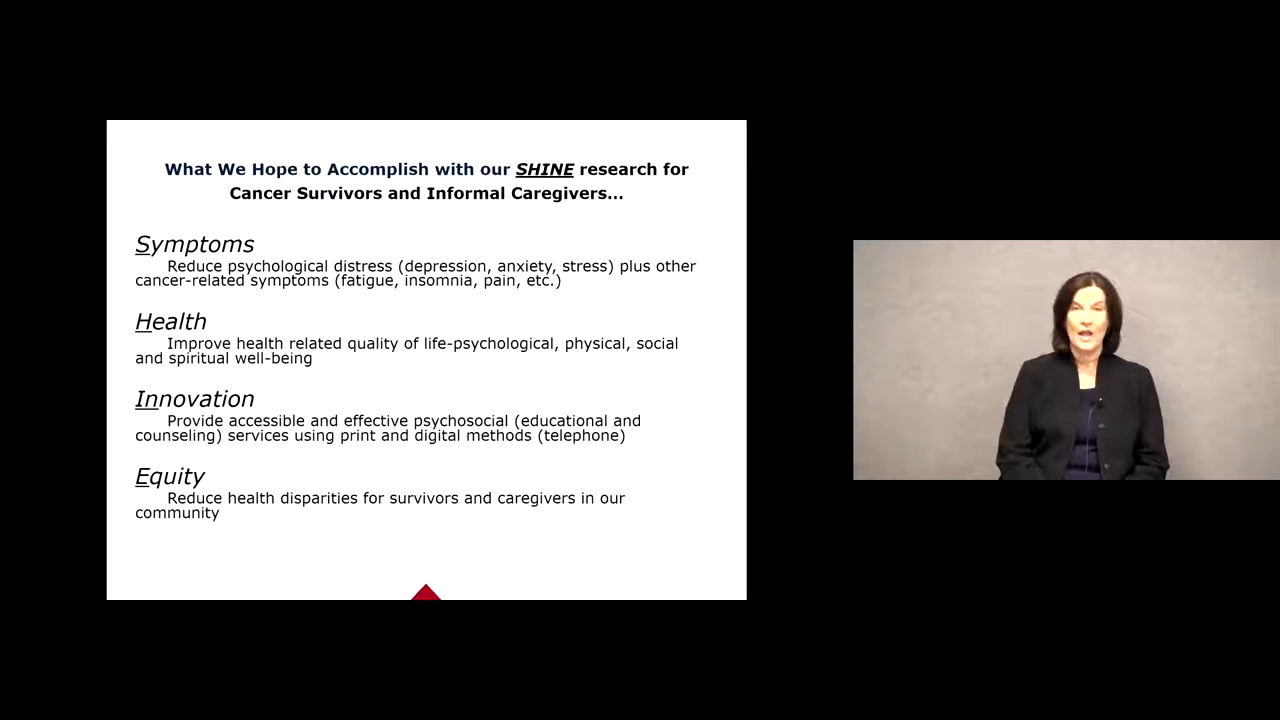 What We Hope to Accomplish with our SHINE research for
Cancer Survivors and Informal Caregivers...
Symptoms
Reduce psychological distress (depression, anxiety, stress) plus other
cancer-related symptoms (fatigue, insomnia, pain, etc.)
Health
Improve health related quality of life-psychological, physical, social
and spiritual well-being
Innovation
Provide accessible and effective psychosocial (educational and
counseling) services using print and digital methods (telephone)
Equity
Reduce health disparities for survivors and caregivers in our
community